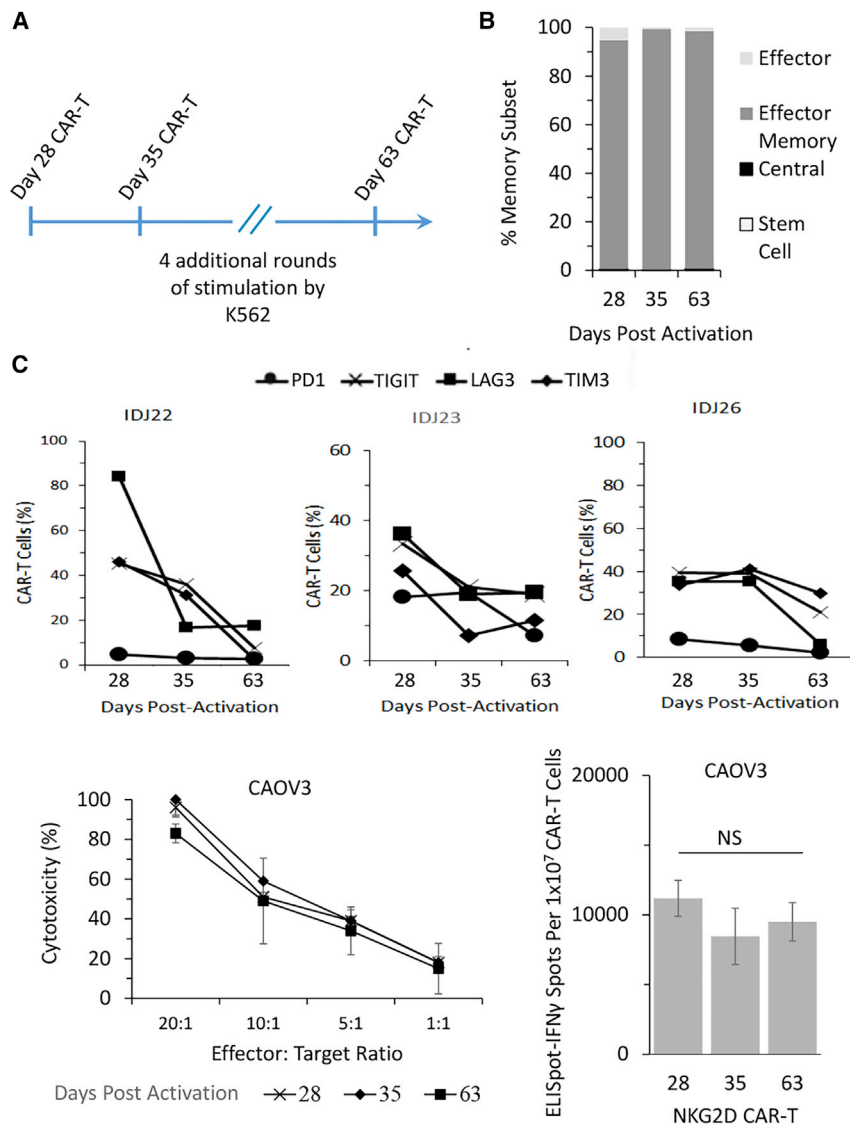 A
Day 28 CAR-T
Day 35 CAR-T
Day 63 CAR-T
4 additional rounds
of stimulation by
K562
B
% Memory Subset
100
80
60
40
20
0
28 35 63
Days Post Activation
Effector
Effector
Memory
Central
Stem
Cell
C
PD1 TIGIT LAG3 TIM3
IDJ22
CAR-T Cells (%)
100
80
60
40
20
0
28 35 63
Days Post-Activation
IDJ23
CAR-T Cells (%)
60
40
20
0
28 35 63
Days Post-Activation
IDJ26
CAR-T Cells (%)
100
80
60
40
20
0
28 35 63
Days Post-Activation
CAOV3
Cytotoxicity (%)
100
80
60
40
20
0
20:1 10:1 5:1 1:1
Effector: Target Ratio
Days Post Activation 28 35 63
ELISpot-IFNγ Spots Per 1x10⁷ CAR-T Cells
20000
10000
0
CAOV3
NS
28 35 63
NKG2D CAR-T